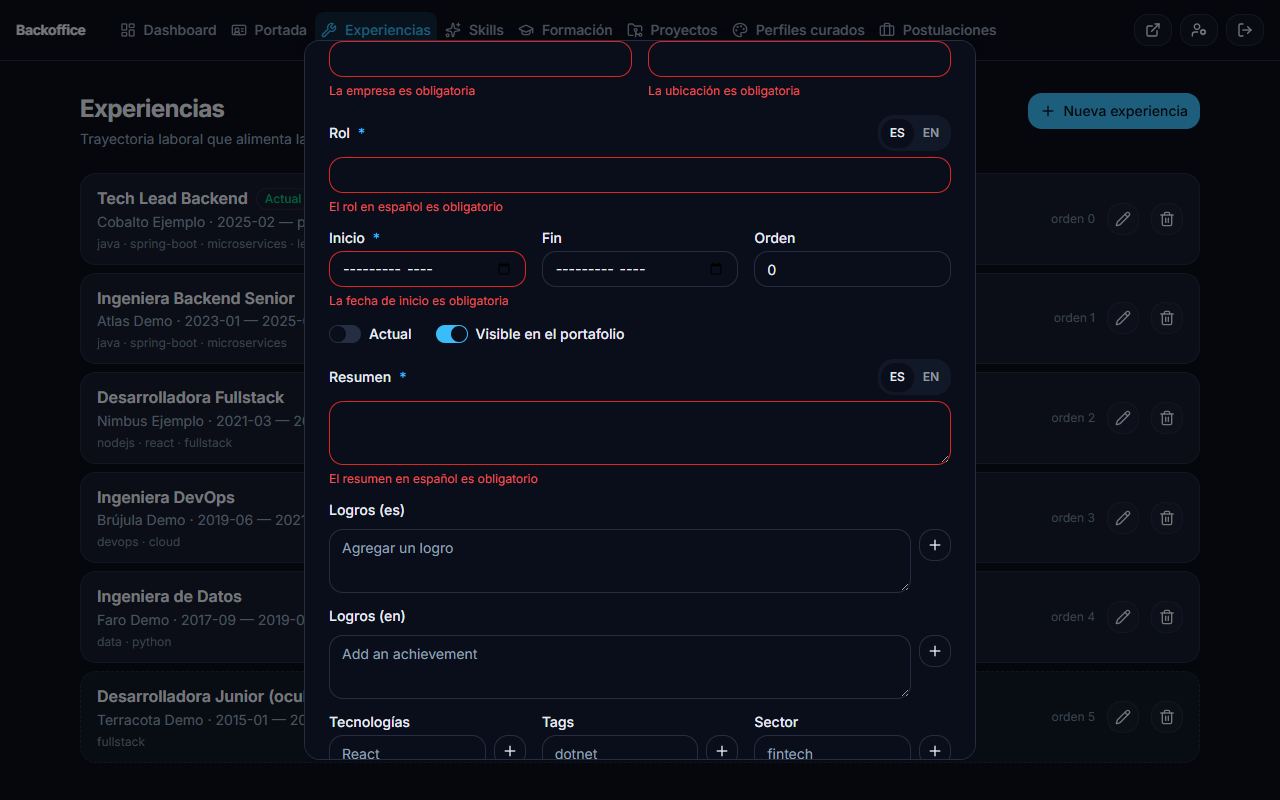 Backoffice Dashboard Portada Experiencias Skills Formación Proyectos Perfiles curados Postulaciones
La empresa es obligatoria La ubicación es obligatoria
Experiencias
Nueva experiencia
Trayectoria laboral que alimenta la
Rol * ES EN
El rol en español es obligatorio
Inicio * Fin Orden
--------- ---- --------- ---- 0
La fecha de inicio es obligatoria
Actual Visible en el portafolio
Resumen * ES EN
El resumen en español es obligatorio
Logros (es)
Agregar un logro
Logros (en)
Add an achievement
Tecnologías Tags Sector
React dotnet fintech
Tech Lead Backend Actual
Cobalto Ejemplo · 2025-02 —
java · spring-boot · microservices ·
orden 0
Ingeniera Backend Senior
Atlas Demo · 2023-01 — 2025-
java · spring-boot · microservices
orden 1
Desarrolladora Fullstack
Nimbus Ejemplo · 2021-03 —
nodejs · react · fullstack
orden 2
Ingeniera DevOps
Brújula Demo · 2019-06 —
devops · cloud
orden 3
Ingeniera de Datos
Faro Demo · 2017-09 — 2019-0
data · python
orden 4
Desarrolladora Junior
Terracota Demo · 2015-01 —
fullstack
orden 5